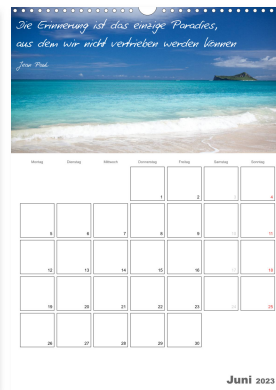 Die Erinnerung ist das einzige Paradies,
aus dem wir nicht vertrieben werden können
Jean Paul
Montag Dienstag Mittwoch Donnerstag Freitag Samstag Sonntag
1 2 3 4
5 6 7 8 9 10 11
12 13 14 15 16 17 18
19 20 21 22 23 24 25
26 27 28 29 30
Juni 2023